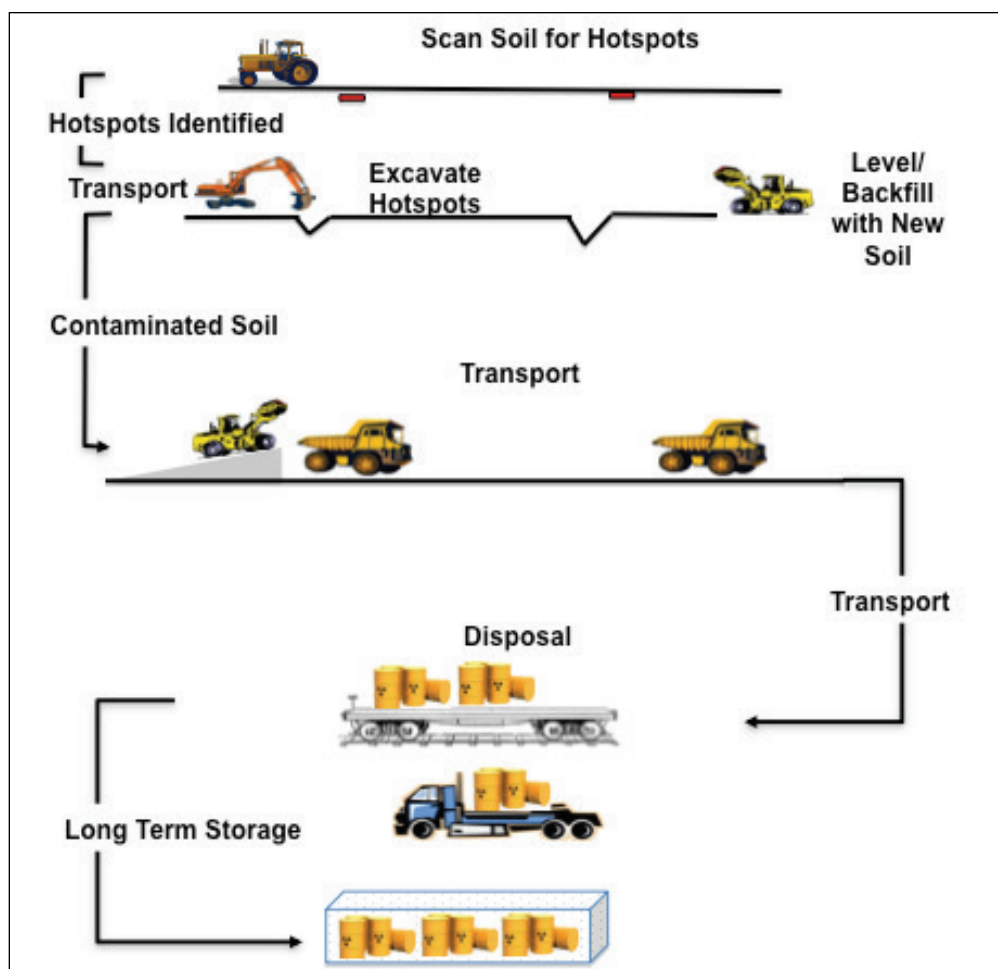 Scan Soil for Hotspots
Hotspots Identified
Transport
Excavate
Hotspots
Level/
Backfill
with New
Soil
Contaminated Soil
Transport
Transport
Disposal
Long Term Storage